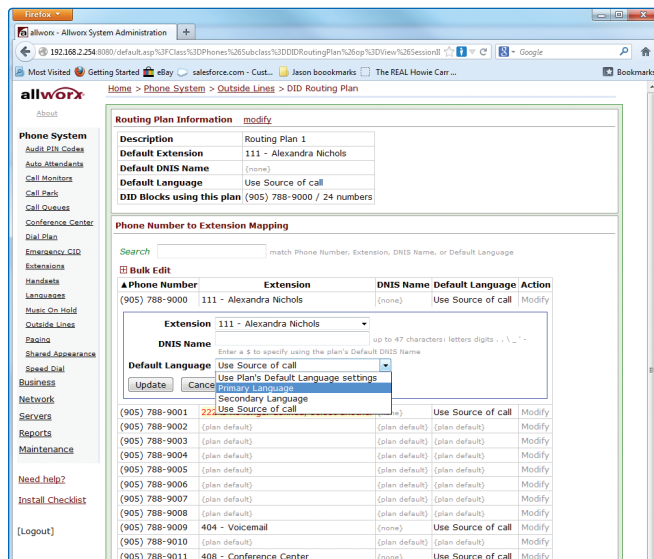 Firefox
allworx - Allworx System Administration
192.168.2.254:8080/default.asp%3FClass%3DPhones%26Subclass%3DDIDRoutingPlan%26op%3DView%26SessionII
Google
Most Visited Getting Started eBay salesforce.com - Cust... Jason boookmarks The REAL Howie Carr ... Bookmarks
allworx
About
Home > Phone System > Outside Lines > DID Routing Plan
Phone System
Audit PIN Codes
Auto Attendants
Call Monitors
Call Park
Call Queues
Conference Center
Dial Plan
Emergency CID
Extensions
Handsets
Languages
Music On Hold
Outside Lines
Paging
Shared Appearance
Speed Dial
Business
Network
Servers
Reports
Maintenance
Need help?
Install Checklist
[Logout]
Routing Plan Information modify
Description Routing Plan 1
Default Extension 111 - Alexandra Nichols
Default DNIS Name {none}
Default Language Use Source of call
DID Blocks using this plan (905) 788-9000 / 24 numbers
Phone Number to Extension Mapping
Search match Phone Number, Extension, DNIS Name, or Default Language
Bulk Edit
▲Phone Number Extension DNIS Name Default Language Action
(905) 788-9000 111 - Alexandra Nichols {none} Use Source of call Modify
Extension 111 - Alexandra Nichols
DNIS Name up to 47 characters: letters digits . , \ _ ' -
Enter a $ to specify using the plan's Default DNIS Name
Default Language Use Source of call
Use Plan's Default Language settings
Primary Language
Secondary Language
Use Source of call
Update
(905) 788-9001 Use Source of call Modify
(905) 788-9002 {plan default} {plan default} {plan default} Modify
(905) 788-9003 {plan default} {plan default} {plan default} Modify
(905) 788-9004 {plan default} {plan default} {plan default} Modify
(905) 788-9005 {plan default} {plan default} {plan default} Modify
(905) 788-9006 {plan default} {plan default} {plan default} Modify
(905) 788-9007 {plan default} {plan default} {plan default} Modify
(905) 788-9008 {plan default} {plan default} {plan default} Modify
(905) 788-9009 404 - Voicemail {none} Use Source of call Modify
(905) 788-9010 {plan default} {plan default} {plan default} Modify
(905) 788-9011 408 - Conference Center {none} Use Source of call Modify